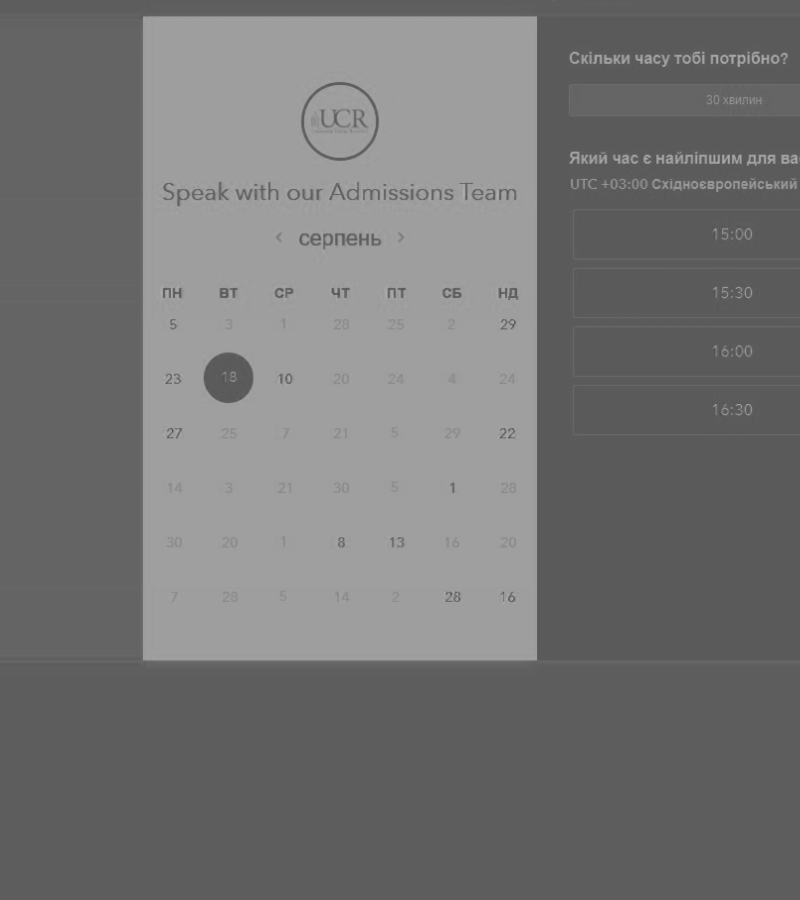 UCR
Speak with our Admissions Team
серпень
ПН ВТ СР ЧТ ПТ СБ НД
5 3 1 28 25 2 29
23 18 10 20 24 4 24
27 25 7 21 5 29 22
14 3 21 30 5 1 28
30 20 1 8 13 16 20
7 28 5 14 2 28 16
Скільки часу тобі потрібно?
30 хвилин
Який час є найліпшим для ва
UTC +03:00 Східноєвропейський
15:00
15:30
16:00
16:30